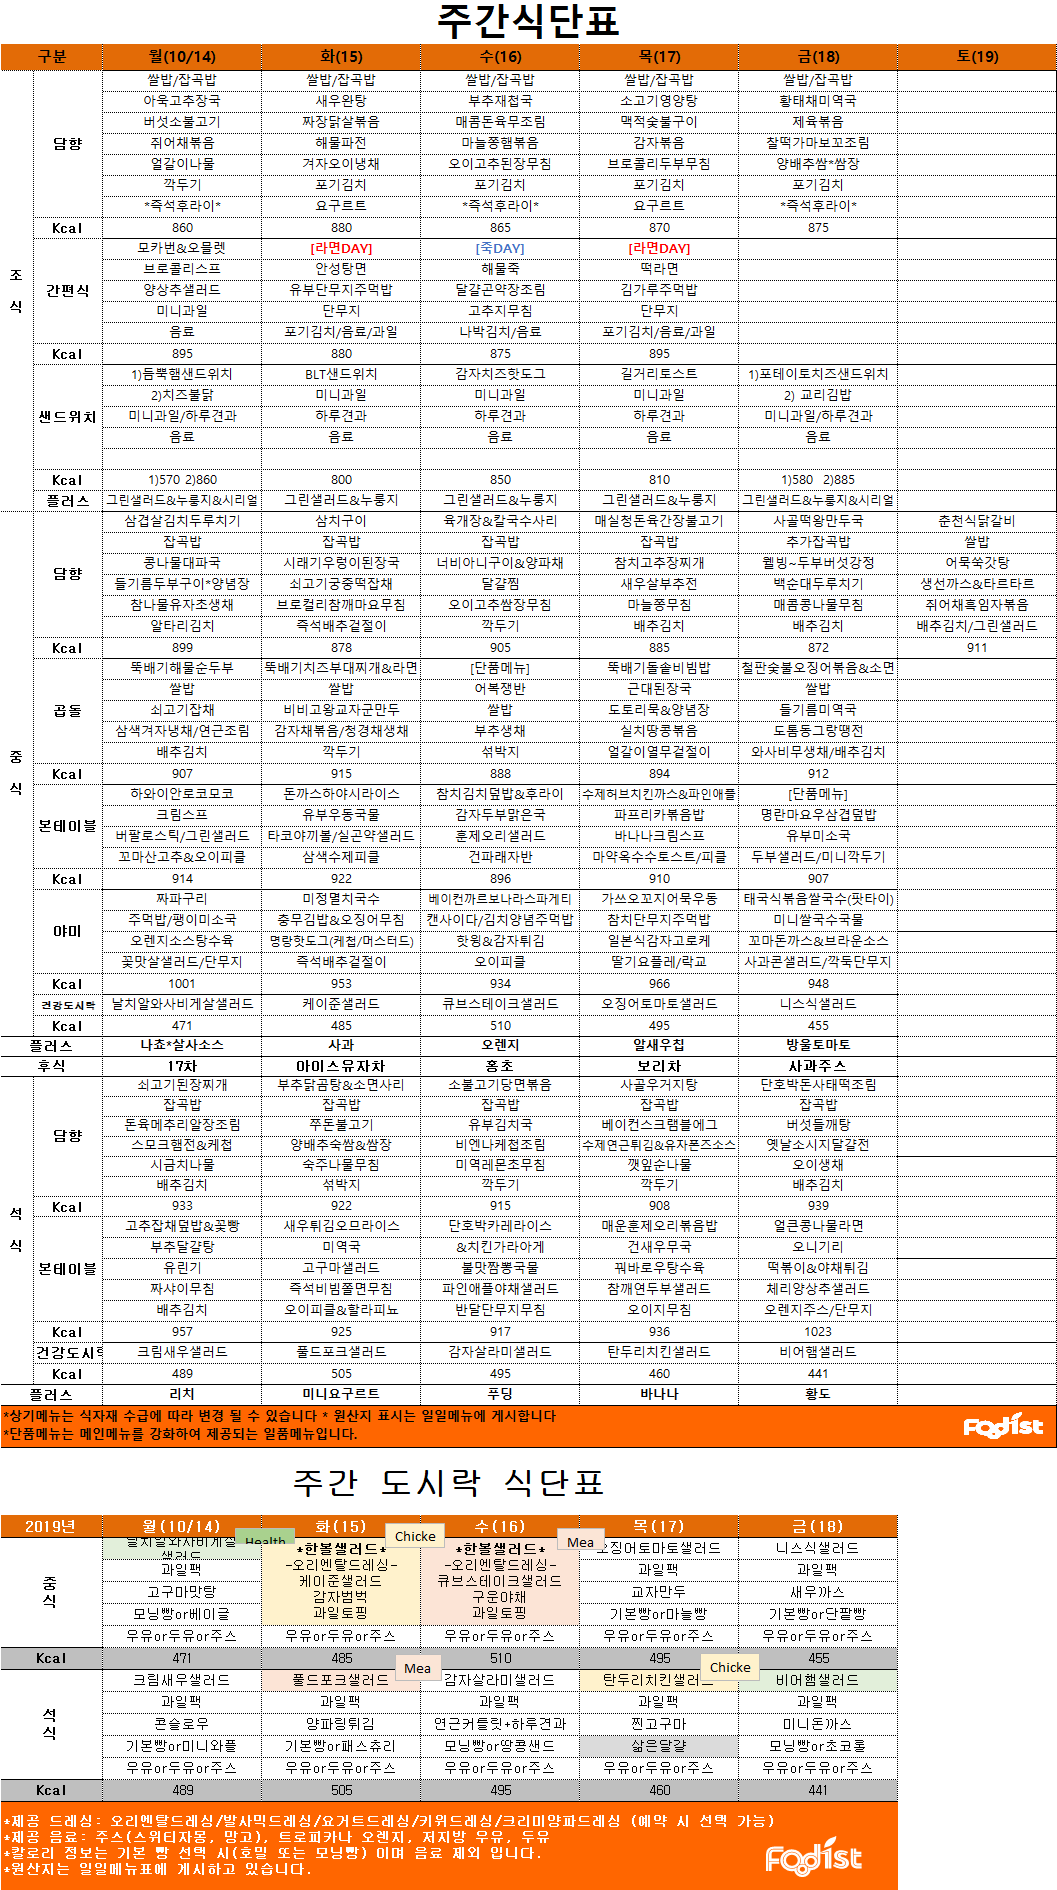 주간식단표
구분 월(10/14) 화(15) 수(16) 목(17) 금(18) 토(19)
쌀밥/잡곡밥 쌀밥/잡곡밥 쌀밥/잡곡밥 쌀밥/잡곡밥 쌀밥/잡곡밥
아욱고추장국 새우완탕 부추재첩국 소고기영양탕 황태채미역국
버섯소불고기 짜장닭살볶음 매콤돈육무조림 맥적숯불구이 제육볶음
담향 쥐어채볶음 해물파전 마늘쫑햄볶음 감자볶음 찰떡가마보꼬조림
얼갈이나물 겨자오이냉채 오이고추된장무침 브로콜리두부무침 양배추쌈*쌈장
깍두기 포기김치 포기김치 포기김치 포기김치
*즉석후라이* 요구르트 *즉석후라이* 요구르트 *즉석후라이*
Kcal 860 880 865 870 875
모카번&오믈렛 [라면DAY] [죽DAY] [라면DAY]
조식
브로콜리스프 안성탕면 해물죽 떡라면
간편식 양상추샐러드 유부단무지주먹밥 달걀곤약장조림 김가루주먹밥
미니과일 단무지 고추지무침 단무지
음료 포기김치/음료/과일 나박김치/음료 포기김치/음료/과일
Kcal 895 880 875 895
1)듬뿍햄샌드위치 BLT샌드위치 감자치즈핫도그 길거리토스트 1)포테이토치즈샌드위치
2)치즈불닭 미니과일 미니과일 미니과일 2) 꼬리김밥
샌드위치 미니과일/하루견과 하루견과 하루견과 하루견과 미니과일/하루견과
음료 음료 음료 음료 음료
Kcal 1)570 2)860 800 850 810 1)580 2)885
플러스 그린샐러드&누룽지&시리얼 그린샐러드&누룽지 그린샐러드&누룽지 그린샐러드&누룽지 그린샐러드&누룽지&시리얼
삼겹살김치두루치기 삼치구이 육개장&칼국수사리 매실청돈육간장불고기 사골떡왕만두국 춘천식닭갈비
잡곡밥 잡곡밥 잡곡밥 잡곡밥 추가잡곡밥 쌀밥
담향 콩나물대파국 시래기우렁이된장국 너비아니구이&양파채 참치고추장찌개 웰빙~두부버섯강정 어묵쑥갓탕
들기름두부구이*양념장 쇠고기궁중떡잡채 달걀찜 새우살부추전 백순대두루치기 생선까스&타르타르
참나물유자초생채 브로컬리참깨마요무침 오이고추쌈장무침 마늘쫑무침 매콤콩나물무침 쥐어채흑임자볶음
알타리김치 즉석배추겉절이 깍두기 배추김치 배추김치 배추김치/그린샐러드
Kcal 899 878 905 885 872 911
뚝배기해물순두부 뚝배기치즈부대찌개&라면 [단품메뉴] 뚝배기돌솥비빔밥 철판숯불오징어볶음&소면
쌀밥 쌀밥 어복쟁반 근대된장국 쌀밥
곱돌 쇠고기잡채 비비고왕교자군만두 쌀밥 도토리묵&양념장 들기름미역국
삼색겨자냉채/연근조림 감자채볶음/청경채생채 부추생채 실치땅콩볶음 도톰동그랑땡전
배추김치 깍두기 섞박지 얼갈이열무겉절이 와사비무생채/배추김치
중식
Kcal 907 915 888 894 912
하와이안로코모코 돈까스하야시라이스 참치김치덮밥&후라이 수제허브치킨까스&파인애플 [단품메뉴]
크림스프 유부우동국물 감자두부맑은국 파프리카볶음밥 명란마요우삼겹덮밥
본테이블 버팔로스틱/그린샐러드 타코야끼볼/실곤약샐러드 훈제오리샐러드 바나나크림스프 유부미소국
꼬마산고추&오이피클 삼색수제피클 건파래자반 마약옥수수토스트/피클 두부샐러드/미니깍두기
Kcal 914 922 896 910 907
짜파구리 미정멸치국수 베이컨까르보나라스파게티 가쓰오꼬지어묵우동 태국식볶음쌀국수(팟타이)
야미 주먹밥/팽이미소국 충무김밥&오징어무침 캔사이다/김치양념주먹밥 참치단무지주먹밥 미니쌀국수국물
오렌지소스탕수육 명랑핫도그(케첩/머스터드) 핫윙&감자튀김 일본식감자고로케 꼬마돈까스&브라운소스
꽃맛살샐러드/단무지 즉석배추겉절이 오이피클 딸기요플레/락교 사과콘샐러드/깍둑단무지
Kcal 1001 953 934 966 948
건강도시락 날치알와사비게살샐러드 케이준샐러드 큐브스테이크샐러드 오징어토마토샐러드 니스식샐러드
Kcal 471 485 510 495 455
플러스 나쵸*살사소스 사과 오렌지 알새우칩 방울토마토
후식 17차 아이스유자차 홍초 보리차 사과주스
쇠고기된장찌개 부추닭곰탕&소면사리 소불고기당면볶음 사골우거지탕 단호박돈사태떡조림
잡곡밥 잡곡밥 잡곡밥 잡곡밥 잡곡밥
담향 돈육메추리알장조림 쭈돈불고기 유부김치국 베이컨스크램블에그 버섯들깨탕
스모크햄전&케첩 양배추숙쌈&쌈장 비엔나케첩조림 수제연근튀김&유자폰즈소스 옛날소시지달걀전
시금치나물 숙주나물무침 미역레몬초무침 깻잎순나물 오이생채
배추김치 섞박지 깍두기 깍두기 배추김치
석식
Kcal 933 922 915 908 939
고추잡채덮밥&꽃빵 새우튀김오므라이스 단호박카레라이스 매운훈제오리볶음밥 얼큰콩나물라면
부추달걀탕 미역국 &치킨가라아게 건새우무국 오니기리
본테이블 유린기 고구마샐러드 불맛짬뽕국물 꿔바로우탕수육 떡볶이&야채튀김
짜샤이무침 즉석비빔쫄면무침 파인애플야채샐러드 참깨연두부샐러드 체리양상추샐러드
배추김치 오이피클&할라피뇨 반달단무지무침 오이지무침 오렌지주스/단무지
Kcal 957 925 917 936 1023
건강도시락 크림새우샐러드 풀드포크샐러드 감자살라미샐러드 탄두리치킨샐러드 비어햄샐러드
Kcal 489 505 495 460 441
플러스 리치 미니요구르트 푸딩 바나나 황도
*상기메뉴는 식자재 수급에 따라 변경 될 수 있습니다 * 원산지 표시는 일일메뉴에 게시합니다
*단품메뉴는 메인메뉴를 강화하여 제공되는 일품메뉴입니다.
Foodist
주간 도시락 식단표
2019년 월(10/14) 화(15) 수(16) 목(17) 금(18)
Health Chicke Mea
날치알와사비게살샐러드 *한볼샐러드* *한볼샐러드* 오징어토마토샐러드 니스식샐러드
과일팩 -오리엔탈드레싱- -오리엔탈드레싱- 과일팩 과일팩
중식 고구마맛탕 케이준샐러드 큐브스테이크샐러드 교자만두 새우까스
모닝빵or베이글 감자범벅 구운야채 기본빵or마늘빵 기본빵or단팥빵
과일토핑 과일토핑
우유or두유or주스 우유or두유or주스 우유or두유or주스 우유or두유or주스 우유or두유or주스
Kcal 471 485 510 495 455
Mea Chicke
크림새우샐러드 풀드포크샐러드 감자살라미샐러드 탄두리치킨샐러드 비어햄샐러드
과일팩 과일팩 과일팩 과일팩 과일팩
석식 콘슬로우 양파링튀김 연근커틀릿+하루견과 찐고구마 미니돈까스
기본빵or미니와플 기본빵or패스츄리 모닝빵or땅콩샌드 삶은달걀 모닝빵or초코롤
우유or두유or주스 우유or두유or주스 우유or두유or주스 우유or두유or주스 우유or두유or주스
Kcal 489 505 495 460 441
*제공 드레싱: 오리엔탈드레싱/발사믹드레싱/요거트드레싱/키위드레싱/크리미양파드레싱 (예약 시 선택 가능)
*제공 음료: 주스(스위티자몽, 망고), 트로피카나 오렌지, 저지방 우유, 두유
*칼로리 정보는 기본 빵 선택 시(호밀 또는 모닝빵) 이며 음료 제외 입니다.
*원산지는 일일메뉴표에 게시하고 있습니다.
Foodist